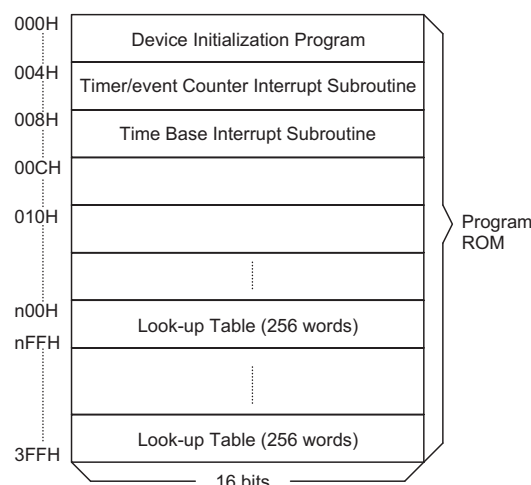 000H
Device Initialization Program
004H
Timer/event Counter Interrupt Subroutine
008H
Time Base Interrupt Subroutine
00CH
010H
Program
ROM
n00H
Look-up Table (256 words)
nFFH
Look-up Table (256 words)
3FFH
16 bits